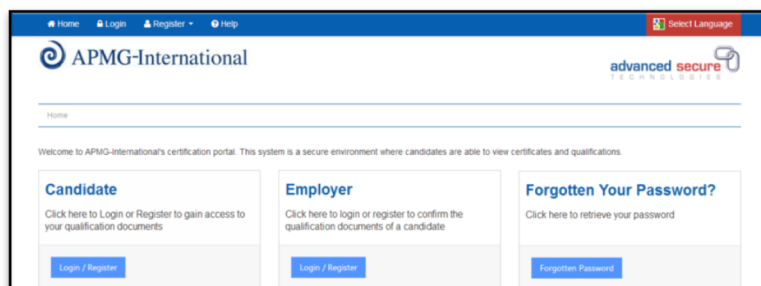 Home Login Register Help Select Language
APMG-International
advanced secure
TECHNOLOGIES
Home
Welcome to APMG-International's certification portal. This system is a secure environment where candidates are able to view certificates and qualifications.
Candidate
Click here to Login or Register to gain access to
your qualification documents
Login / Register
Employer
Click here to login or register to confirm the
qualification documents of a candidate
Login / Register
Forgotten Your Password?
Click here to retrieve your password
Forgotten Password